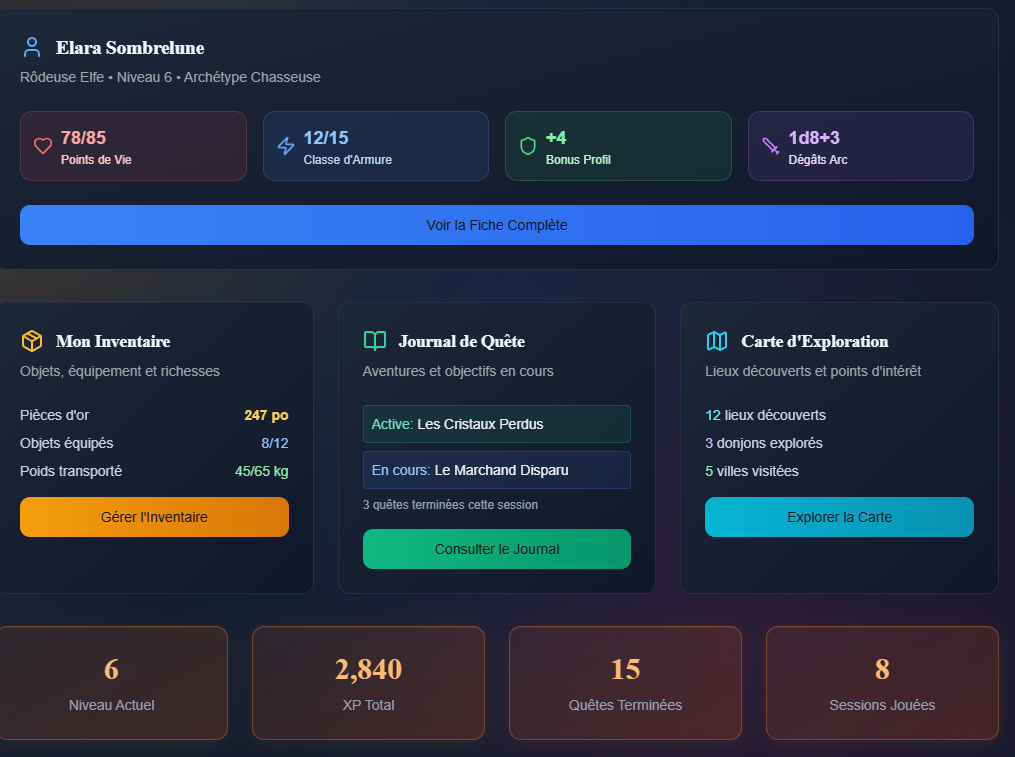 Elara Sombrelune
Rôdeuse Elfe • Niveau 6 • Archétype Chasseuse
78/85
Points de Vie
12/15
Classe d'Armure
+4
Bonus Profil
1d8+3
Dégâts Arc
Voir la Fiche Complète
Mon Inventaire
Objets, équipement et richesses
Pièces d'or 247 po
Objets équipés 8/12
Poids transporté 45/65 kg
Gérer l'Inventaire
Journal de Quête
Aventures et objectifs en cours
Active: Les Cristaux Perdus
En cours: Le Marchand Disparu
3 quêtes terminées cette session
Consulter le Journal
Carte d'Exploration
Lieux découverts et points d'intérêt
12 lieux découverts
3 donjons explorés
5 villes visitées
Explorer la Carte
6
Niveau Actuel
2,840
XP Total
15
Quêtes Terminées
8
Sessions Jouées